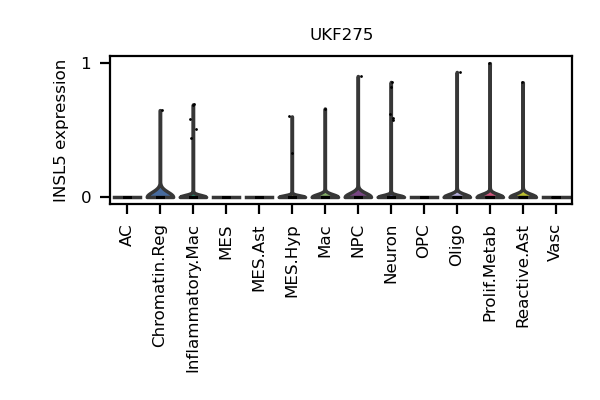 UKF275
INSL5 expression
1
0
AC
Chromatin.Reg
Inflammatory.Mac
MES
MES.Ast
MES.Hyp
Mac
NPC
Neuron
OPC
Oligo
Prolif.Metab
Reactive.Ast
Vasc